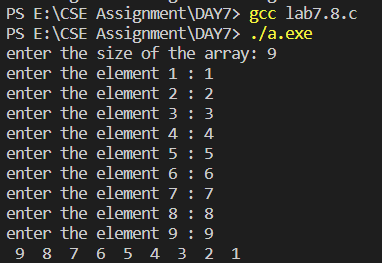 PS E:\CSE Assignment\DAY7> gcc lab7.8.c
PS E:\CSE Assignment\DAY7> ./a.exe
enter the size of the array: 9
enter the element 1 : 1
enter the element 2 : 2
enter the element 3 : 3
enter the element 4 : 4
enter the element 5 : 5
enter the element 6 : 6
enter the element 7 : 7
enter the element 8 : 8
enter the element 9 : 9
 9  8  7  6  5  4  3  2  1